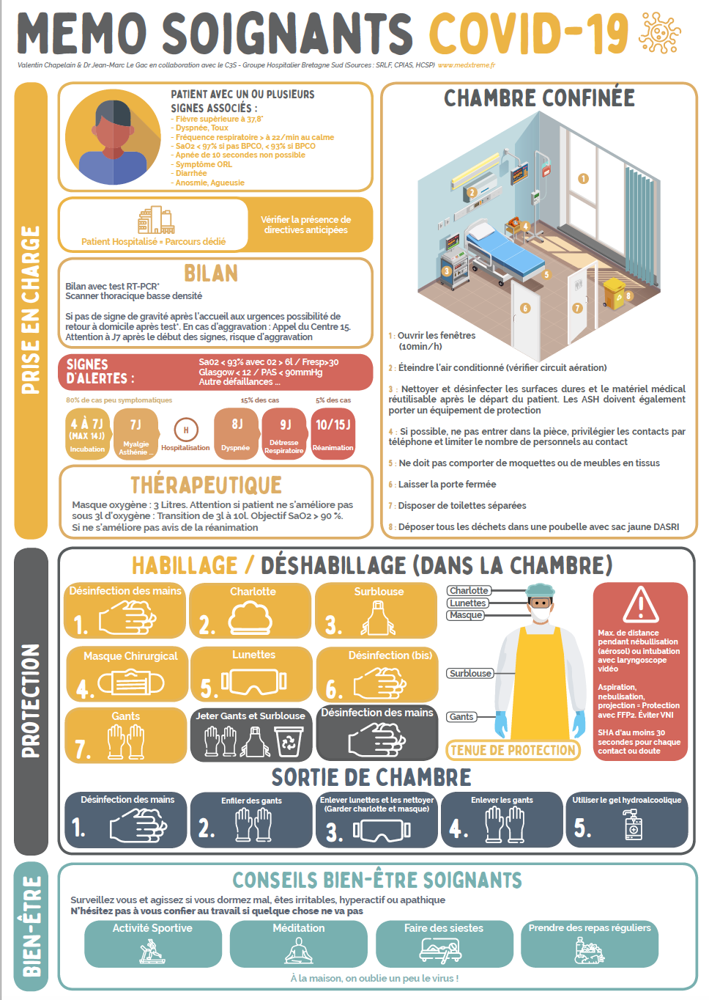 MEMO SOIGNANTS COVID-19
Valentin Chapelain & Dr Jean-Marc Le Gac en collaboration avec le C3S - Groupe Hospitalier Bretagne Sud (Sources : SRLF, CPIAS, HCSP) www.medxtreme.fr
PRISE EN CHARGE
PATIENT AVEC UN OU PLUSIEURS
SIGNES ASSOCIÉS :
- Fièvre supèrieure à 37,8°
- Dyspnée, Toux
- Fréquence respiratoire > à 22/min au calme
- SaO2 < 97% si pas BPCO, < 93% si BPCO
- Apnée de 10 secondes non possible
- Symptôme ORL
- Diarrhée
- Anosmie, Agueusie
Patient Hospitalisé = Parcours dédié
Vérifier la présence de
directives anticipées
BILAN
Bilan avec test RT-PCR*
Scanner thoracique basse densité
Si pas de signe de gravité après l'accueil aux urgences possibilité de
retour à domicile après test*. En cas d'aggravation : Appel du Centre 15.
Attention à J7 après le début des signes, risque d'aggravation
SIGNES
D'ALERTES :
Sa02 < 93% avec 02 > 6l / Fresp>30
Glasgow < 12 / PAS < 90mmHg
Autre défaillances ...
80% de cas peu symptomatiques
15% des cas
5% des cas
4 À 7J
(MAX 14J)
Incubation
7J
Myalgie
Asthénie ...
H
Hospitalisation
8J
Dyspnée
9J
Détresse
Respiratoire
10/15J
Réanimation
THÉRAPEUTIQUE
Masque oxygène : 3 Litres. Attention si patient ne s'améliore pas
sous 3l d'oxygène : Transition de 3l à 10l. Objectif SaO2 > 90 %.
Si ne s'améliore pas avis de la réanimation
CHAMBRE CONFINÉE
1
2
3
4
5
6
7
8
1 : Ouvrir les fenêtres
(10min/h)
2 : Éteindre l'air conditionné (vérifier circuit aération)
3 : Nettoyer et désinfecter les surfaces dures et le matériel médical
réutilisable après le départ du patient. Les ASH doivent également
porter un équipement de protection
4 : Si possible, ne pas entrer dans la pièce, privilégier les contacts par
téléphone et limiter le nombre de personnels au contact
5 : Ne doit pas comporter de moquettes ou de meubles en tissus
6 : Laisser la porte fermée
7 : Disposer de toilettes séparées
8 : Déposer tous les déchets dans une poubelle avec sac jaune DASRI
PROTECTION
HABILLAGE / DÉSHABILLAGE (DANS LA CHAMBRE)
Désinfection des mains
1.
Charlotte
2.
Surblouse
3.
Masque Chirurgical
4.
Lunettes
5.
Désinfection (bis)
6.
Gants
7.
Jeter Gants et Surblouse
Désinfection des mains
Charlotte
Lunettes
Masque
Surblouse
Gants
TENUE DE PROTECTION
Max. de distance
pendant nébullisation
(aérosol) ou intubation
avec laryngoscope
vidéo
Aspiration,
nebulisation,
projection = Protection
avec FFP2. Éviter VNI
SHA d'au moins 30
secondes pour chaque
contact ou doute
SORTIE DE CHAMBRE
Désinfection des mains
1.
Enfiler des gants
2.
Enlever lunettes et les nettoyer
(Garder charlotte et masque)
3.
Enlever les gants
4.
Utiliser le gel hydroalcoolique
5.
BIEN-ÊTRE
CONSEILS BIEN-ÊTRE SOIGNANTS
Surveillez vous et agissez si vous dormez mal, êtes irritables, hyperactif ou apathique
N'hésitez pas à vous confier au travail si quelque chose ne va pas
Activité Sportive
Méditation
Faire des siestes
Prendre des repas réguliers
À la maison, on oublie un peu le virus !